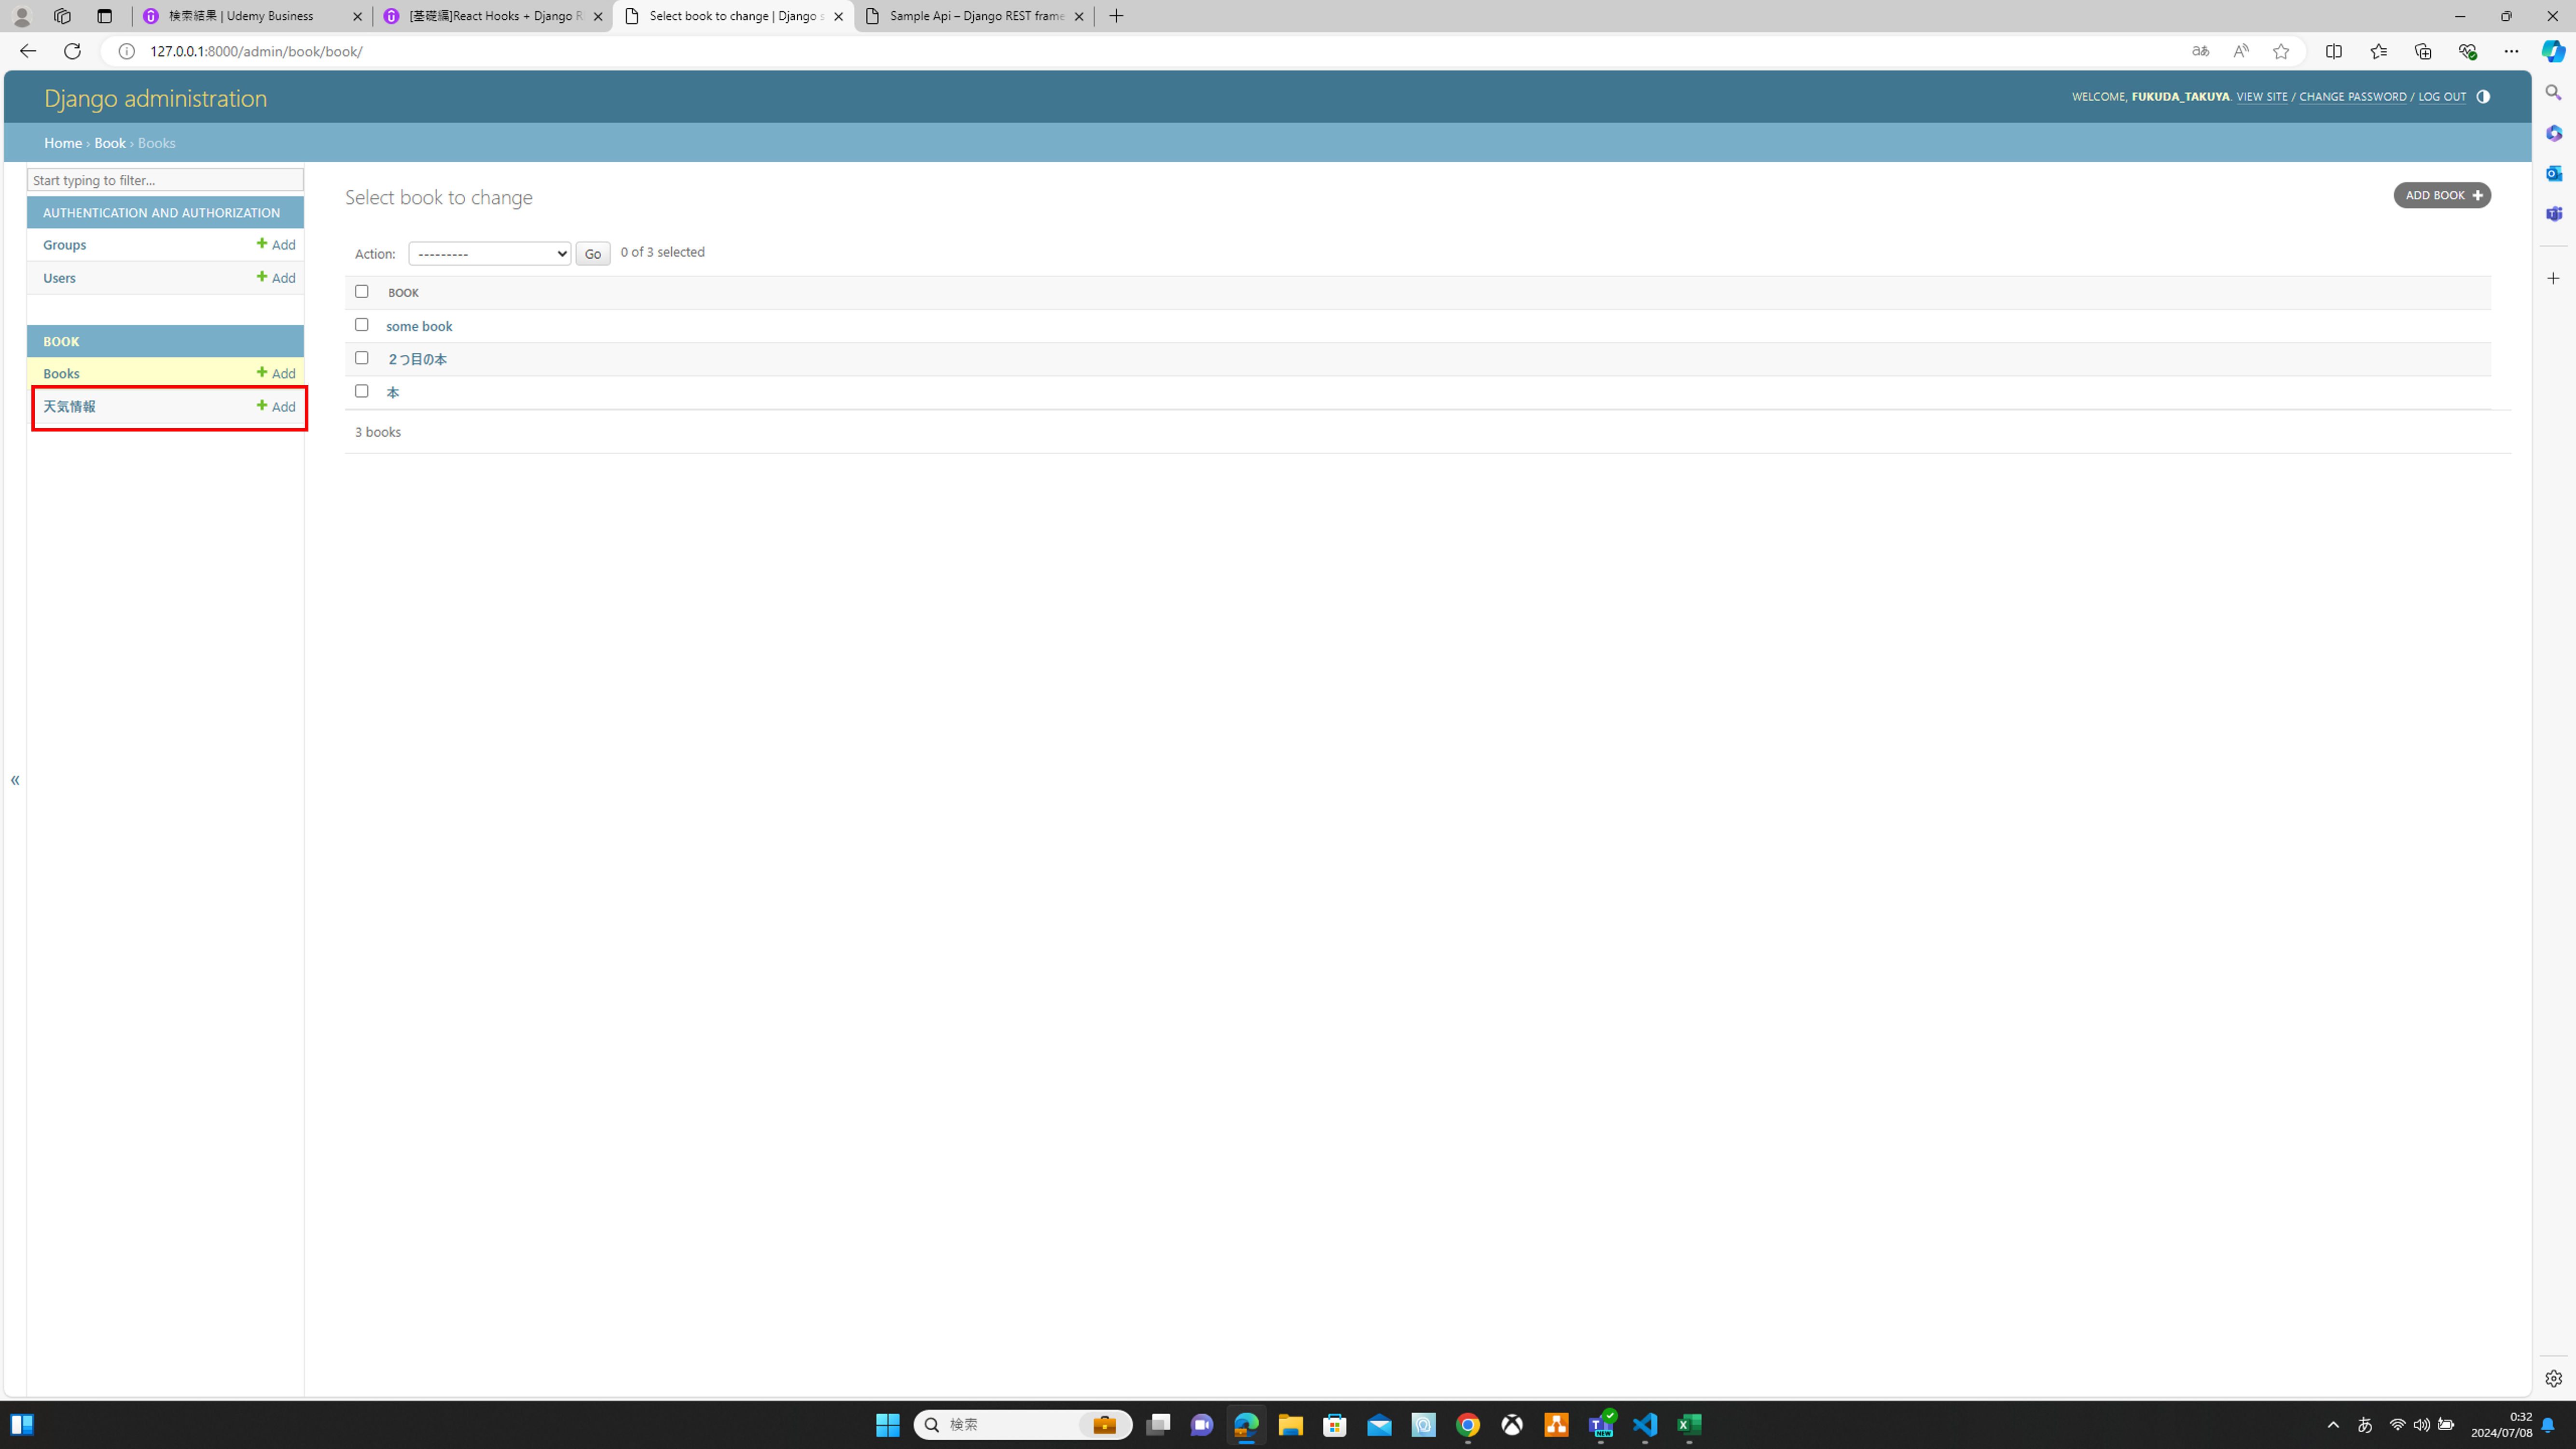 検索結果 | Udemy Business
[基礎編]React Hooks + Django R
Select book to change | Django s
Sample Api – Django REST frame
127.0.0.1:8000/admin/book/book/
Django administration
WELCOME, FUKUDA_TAKUYA. VIEW SITE / CHANGE PASSWORD / LOG OUT
Home › Book › Books
Start typing to filter...
AUTHENTICATION AND AUTHORIZATION
Groups + Add
Users + Add
BOOK
Books + Add
天気情報 + Add
«
Select book to change
ADD BOOK +
Action: --------- Go 0 of 3 selected
BOOK
some book
２つ目の本
本
3 books
検索
NEW
あ
0:32
2024/07/08